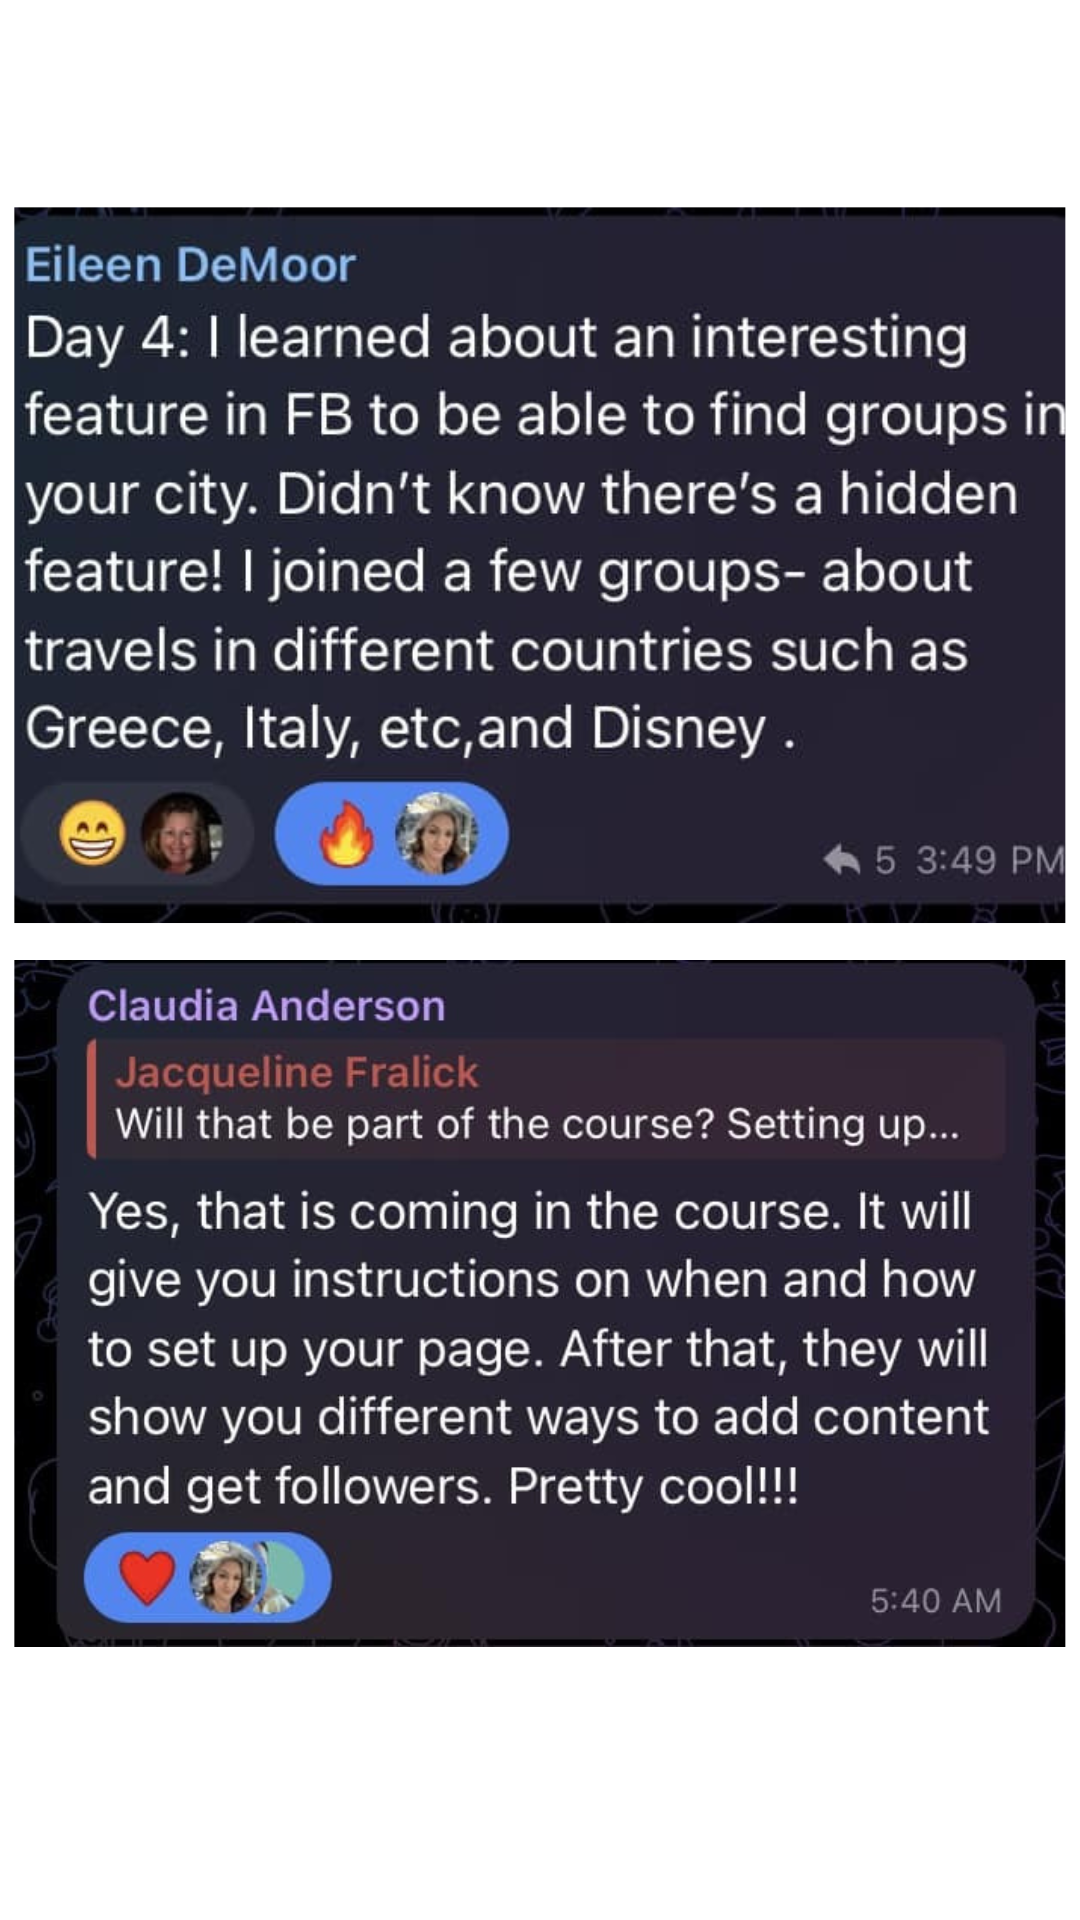 Eileen DeMoor
Day 4: I learned about an interesting
feature in FB to be able to find groups in
your city. Didn’t know there’s a hidden
feature! I joined a few groups- about
travels in different countries such as
Greece, Italy, etc,and Disney .
5 3:49 PM
Claudia Anderson
Jacqueline Fralick
Will that be part of the course? Setting up...
Yes, that is coming in the course. It will
give you instructions on when and how
to set up your page. After that, they will
show you different ways to add content
and get followers. Pretty cool!!!
5:40 AM